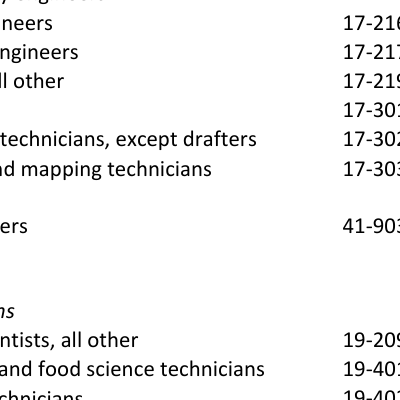 neers 17-216
ngineers 17-217
ll other 17-219
17-301
technicians, except drafters 17-302
nd mapping technicians 17-303
ers 41-903
ns
ntists, all other 19-209
and food science technicians 19-401
chnicians 19-403